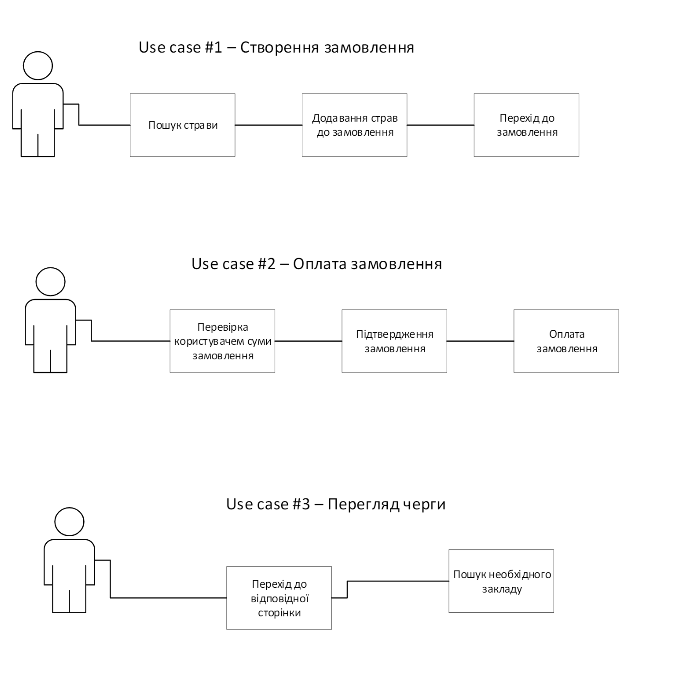 Use case #1 – Створення замовлення
Пошук страви
Додавання страв
до замовлення
Перехід до
замовлення
Use case #2 – Оплата замовлення
Перевірка
користувачем суми
замовлення
Підтвердження
замовлення
Оплата
замовлення
Use case #3 – Перегляд черги
Перехід до
відповідної
сторінки
Пошук необхідного
закладу